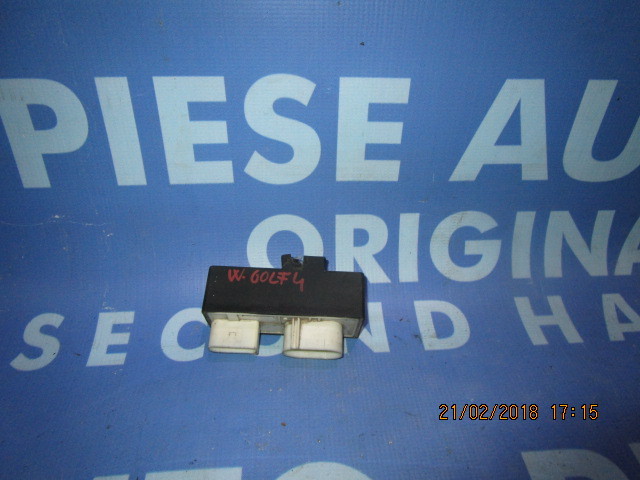 PIESE AU
ORIGINA
W. GOLF 4
SECOND HA
21/02/2018 17:15